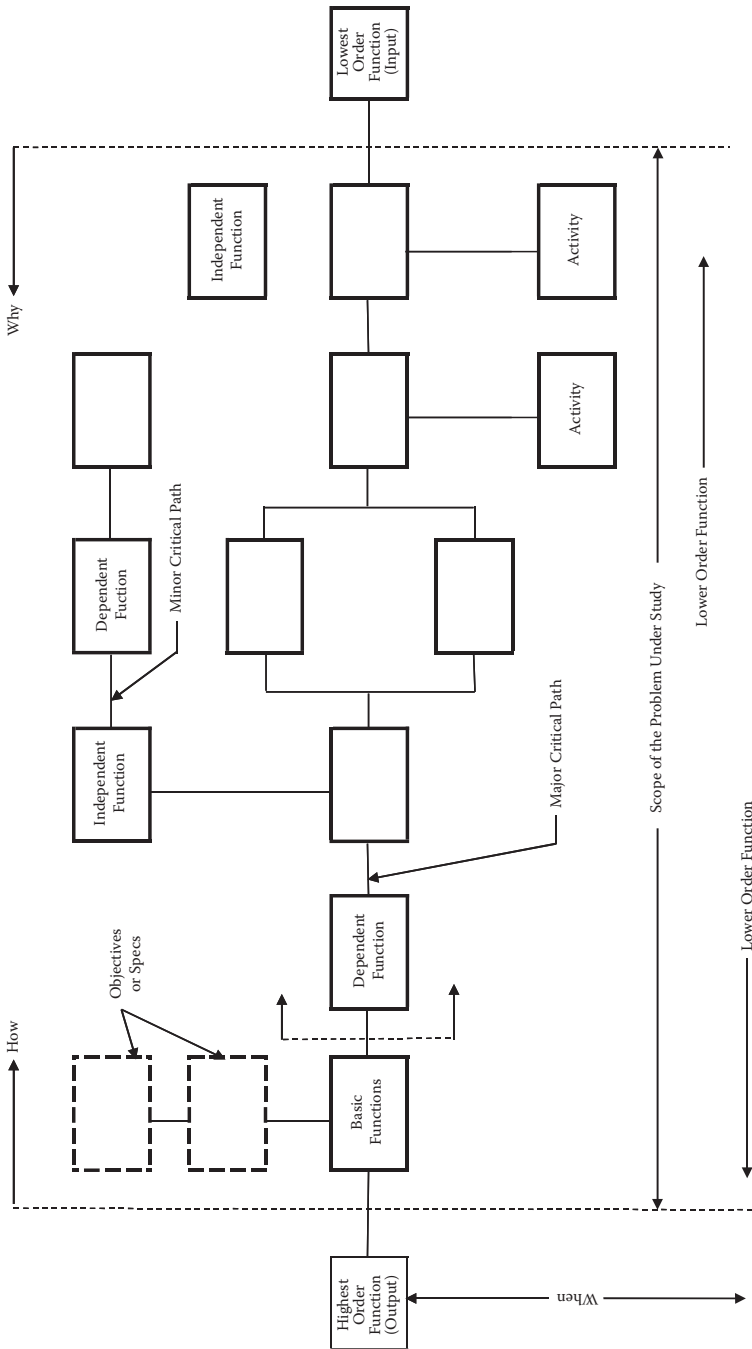 How
Why
Objectives
or Specs
Independent
Function
Dependent
Fuction
Minor Critical Path
Independent
Function
Highest
Order
Function
(Output)
Basic
Functions
Dependent
Function
Lowest
Order
Function
(Input)
Major Critical Path
Activity
Activity
When
Scope of the Problem Under Study
Lower Order Function
Lower Order Function